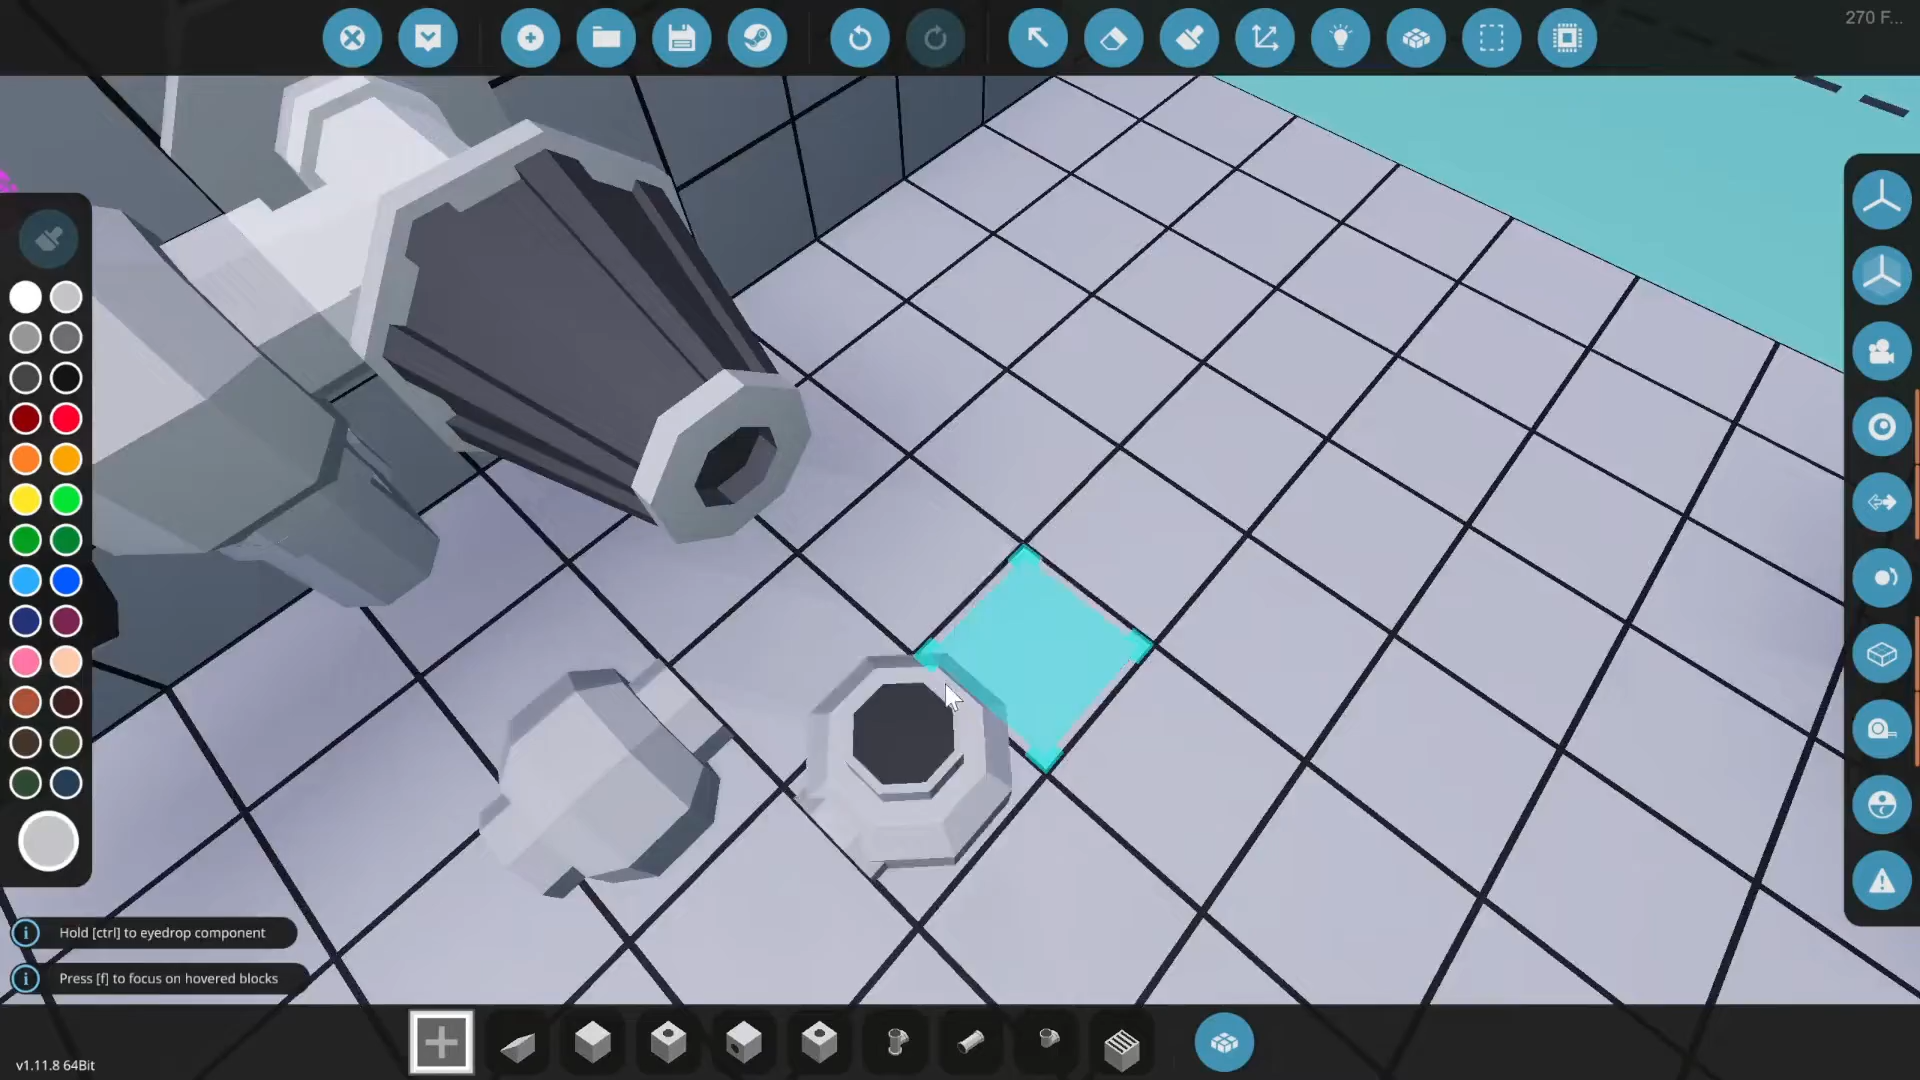 270 F...
Hold [ctrl] to eyedrop component
Press [f] to focus on hovered blocks
v1.11.8 64Bit